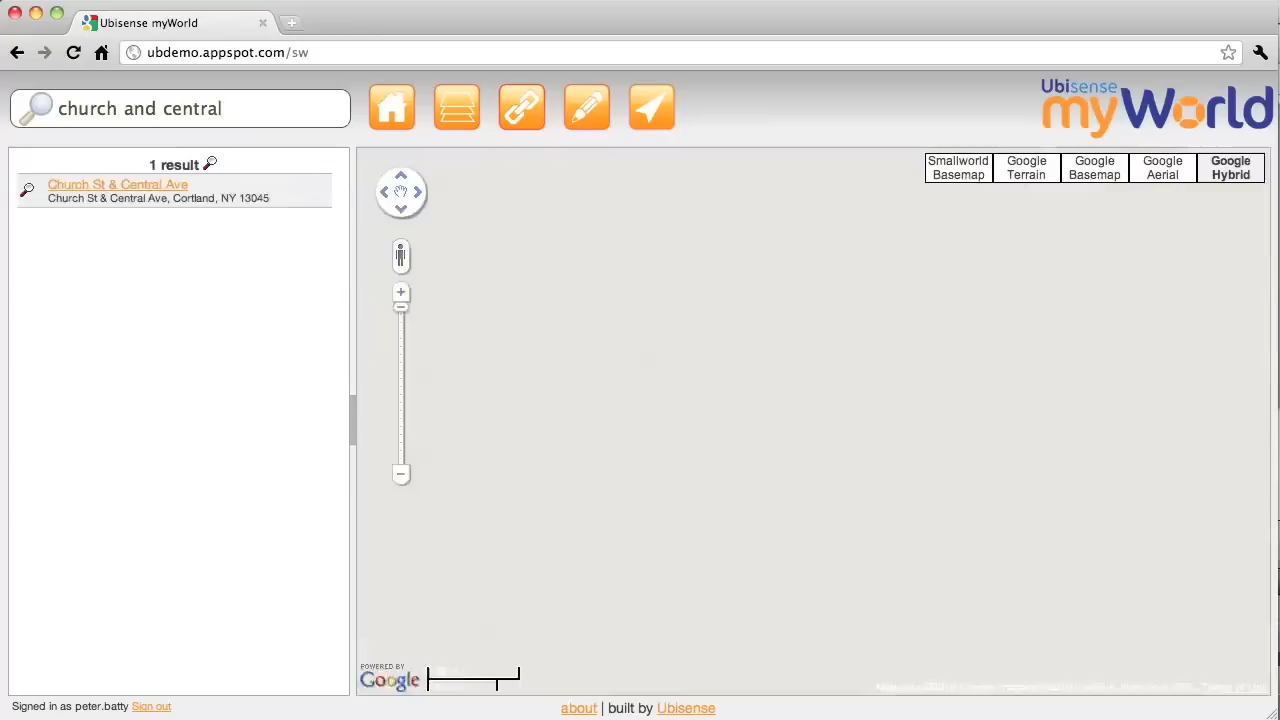 Ubisense myWorld
ubdemo.appspot.com/sw
church and central
Ubisense
myWorld
1 result
Church St & Central Ave
Church St & Central Ave, Cortland, NY 13045
Smallworld Basemap
Google Terrain
Google Basemap
Google Aerial
Google Hybrid
POWERED BY
Google
Signed in as peter.batty Sign out
about | built by Ubisense